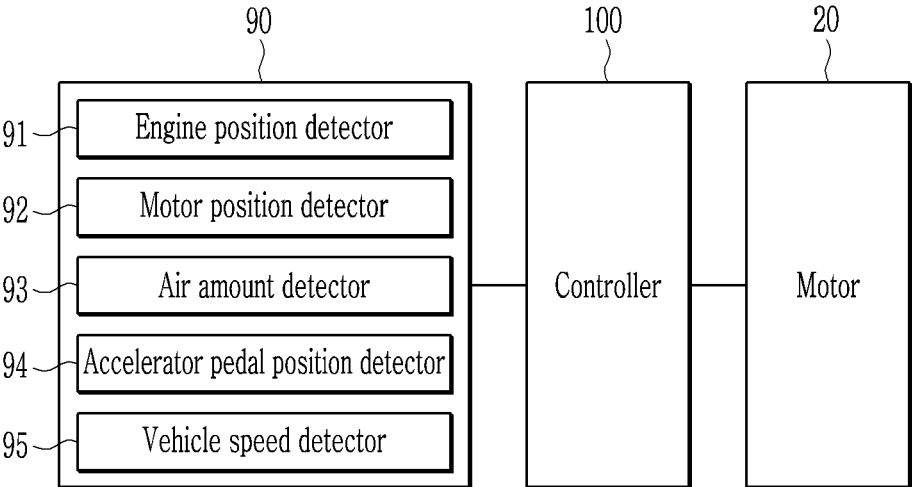 90
100
20
91
Engine position detector
92
Motor position detector
93
Air amount detector
Controller
Motor
94
Accelerator pedal position detector
95
Vehicle speed detector